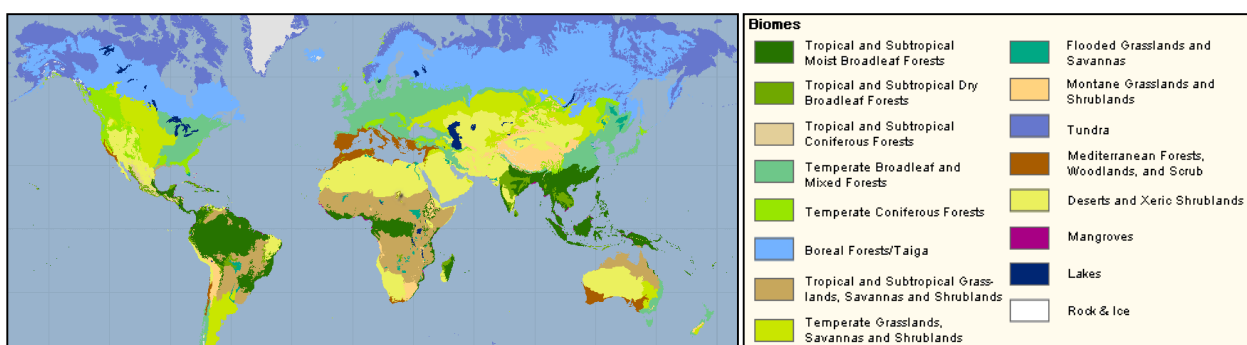 Biomes
Tropical and Subtropical
Moist Broadleaf Forests
Tropical and Subtropical Dry
Broadleaf Forests
Tropical and Subtropical
Coniferous Forests
Temperate Broadleaf and
Mixed Forests
Temperate Coniferous Forests
Boreal Forests/Taiga
Tropical and Subtropical Grass-
lands, Savannas and Shrublands
Temperate Grasslands,
Savannas and Shrublands
Flooded Grasslands and
Savannas
Montane Grasslands and
Shrublands
Tundra
Mediterranean Forests,
Woodlands, and Scrub
Deserts and Xeric Shrublands
Mangroves
Lakes
Rock & Ice